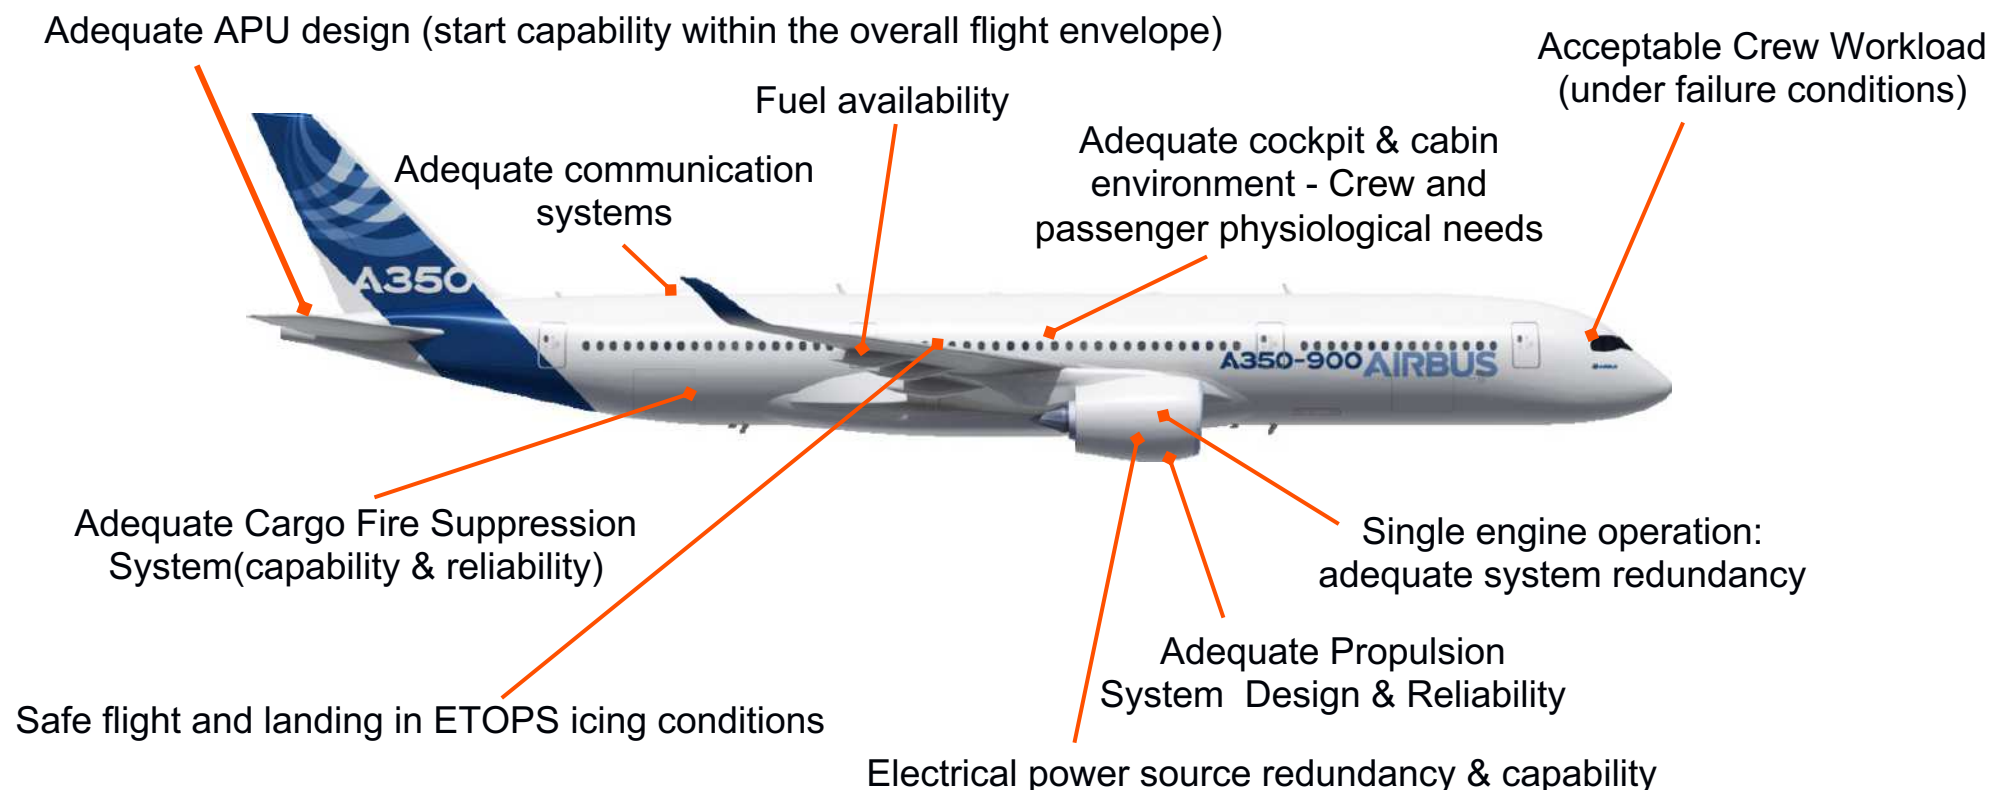 Adequate APU design (start capability within the overall flight envelope)
Acceptable Crew Workload
(under failure conditions)
Fuel availability
Adequate cockpit & cabin
environment - Crew and
passenger physiological needs
Adequate communication
systems
A350
A350-900 AIRBUS
Adequate Cargo Fire Suppression
System(capability & reliability)
Single engine operation:
adequate system redundancy
Adequate Propulsion
System  Design & Reliability
Safe flight and landing in ETOPS icing conditions
Electrical power source redundancy & capability